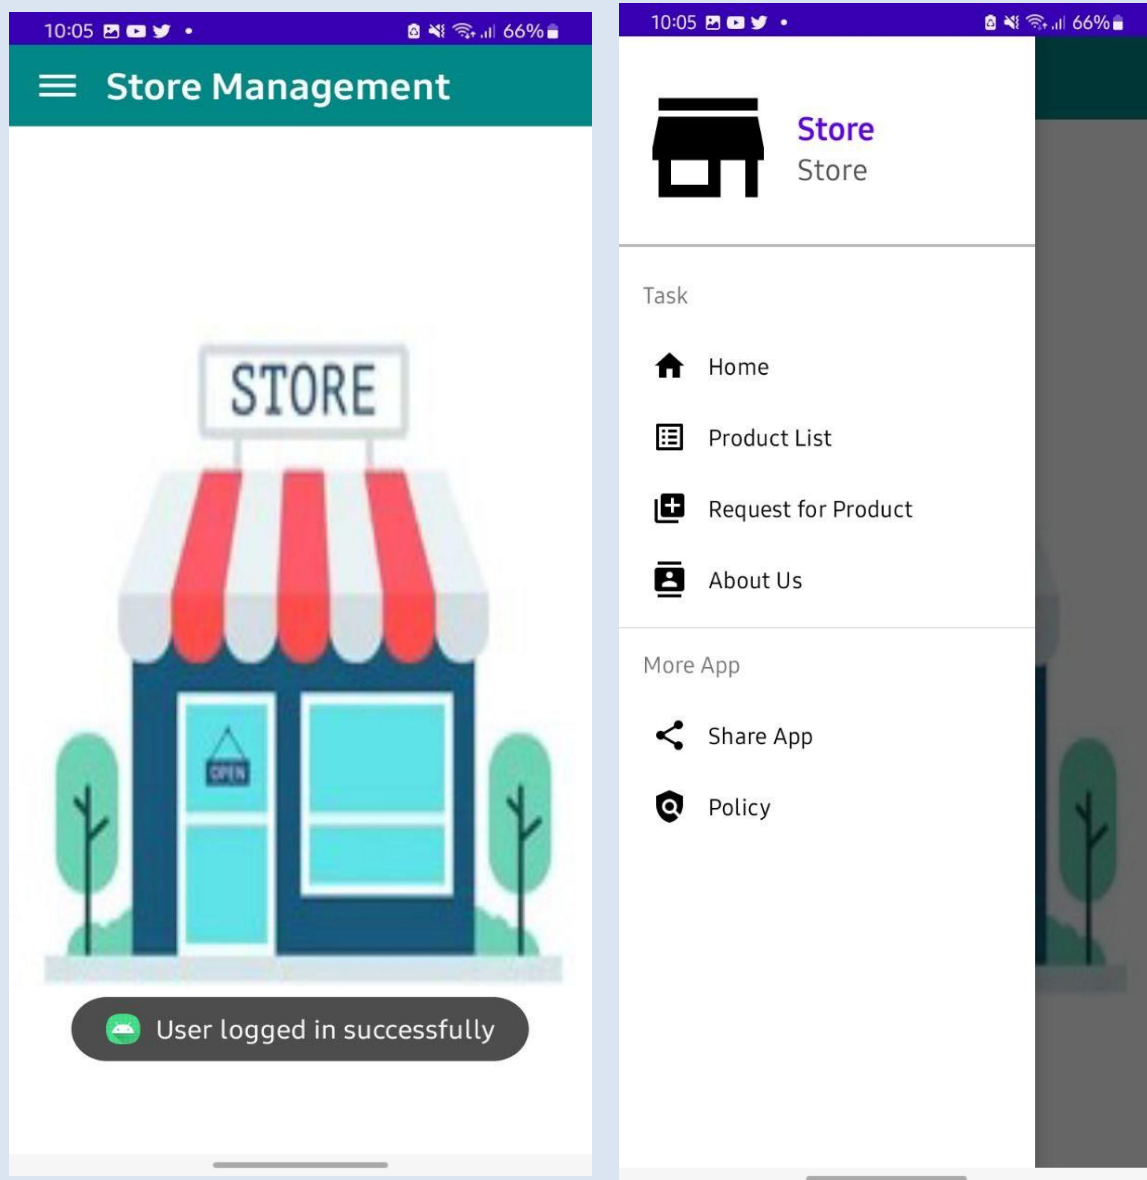 10:05
66%
Store Management
STORE
OPEN
User logged in successfully
10:05
66%
Store
Store
Task
Home
Product List
Request for Product
About Us
More App
Share App
Policy